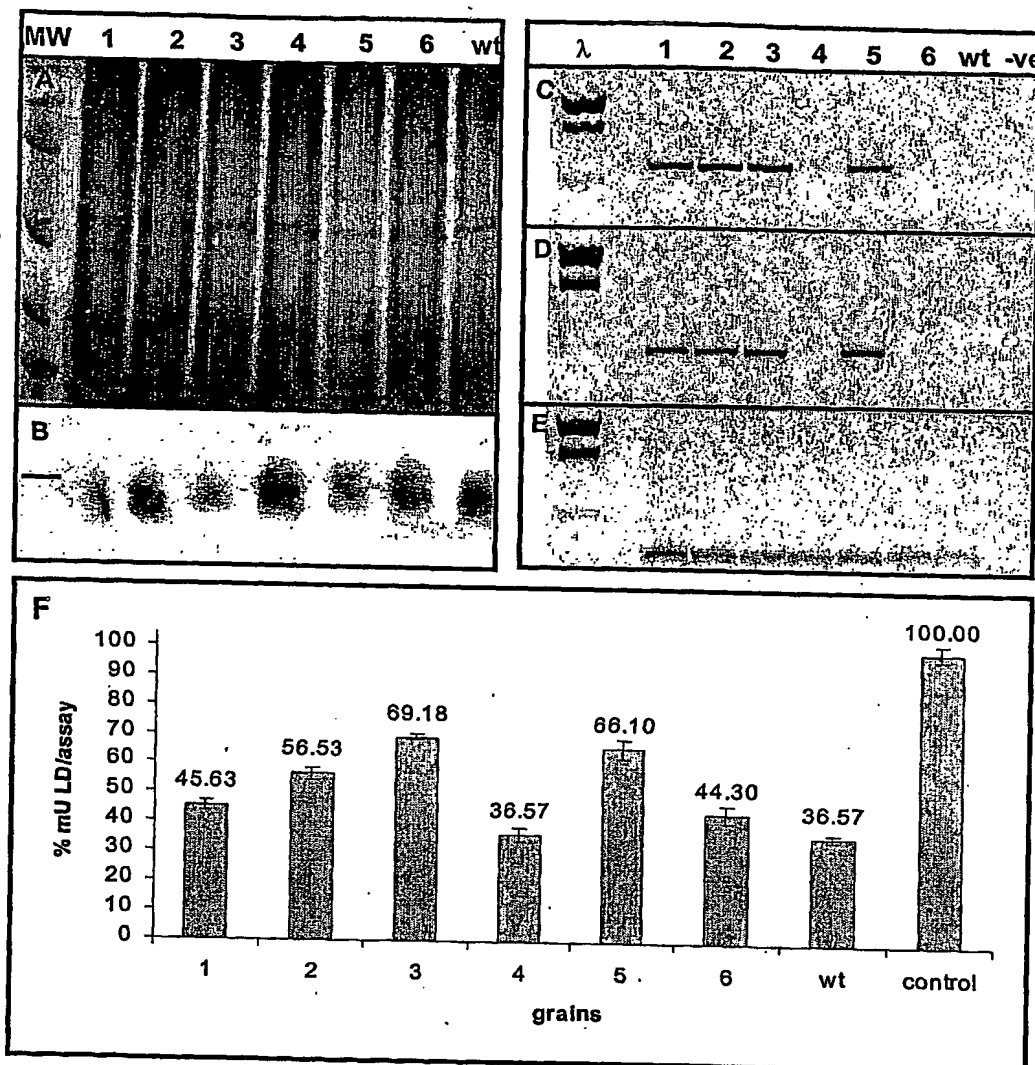 MW 1 2 3 4 5 6 wt
A
B
λ 1 2 3 4 5 6 wt -ve
C
D
E
F
% mU LD/assay
100
90
80
70
60
50
40
30
20
10
0
45.63
56.53
69.18
36.57
66.10
44.30
36.57
100.00
1 2 3 4 5 6 wt control
grains